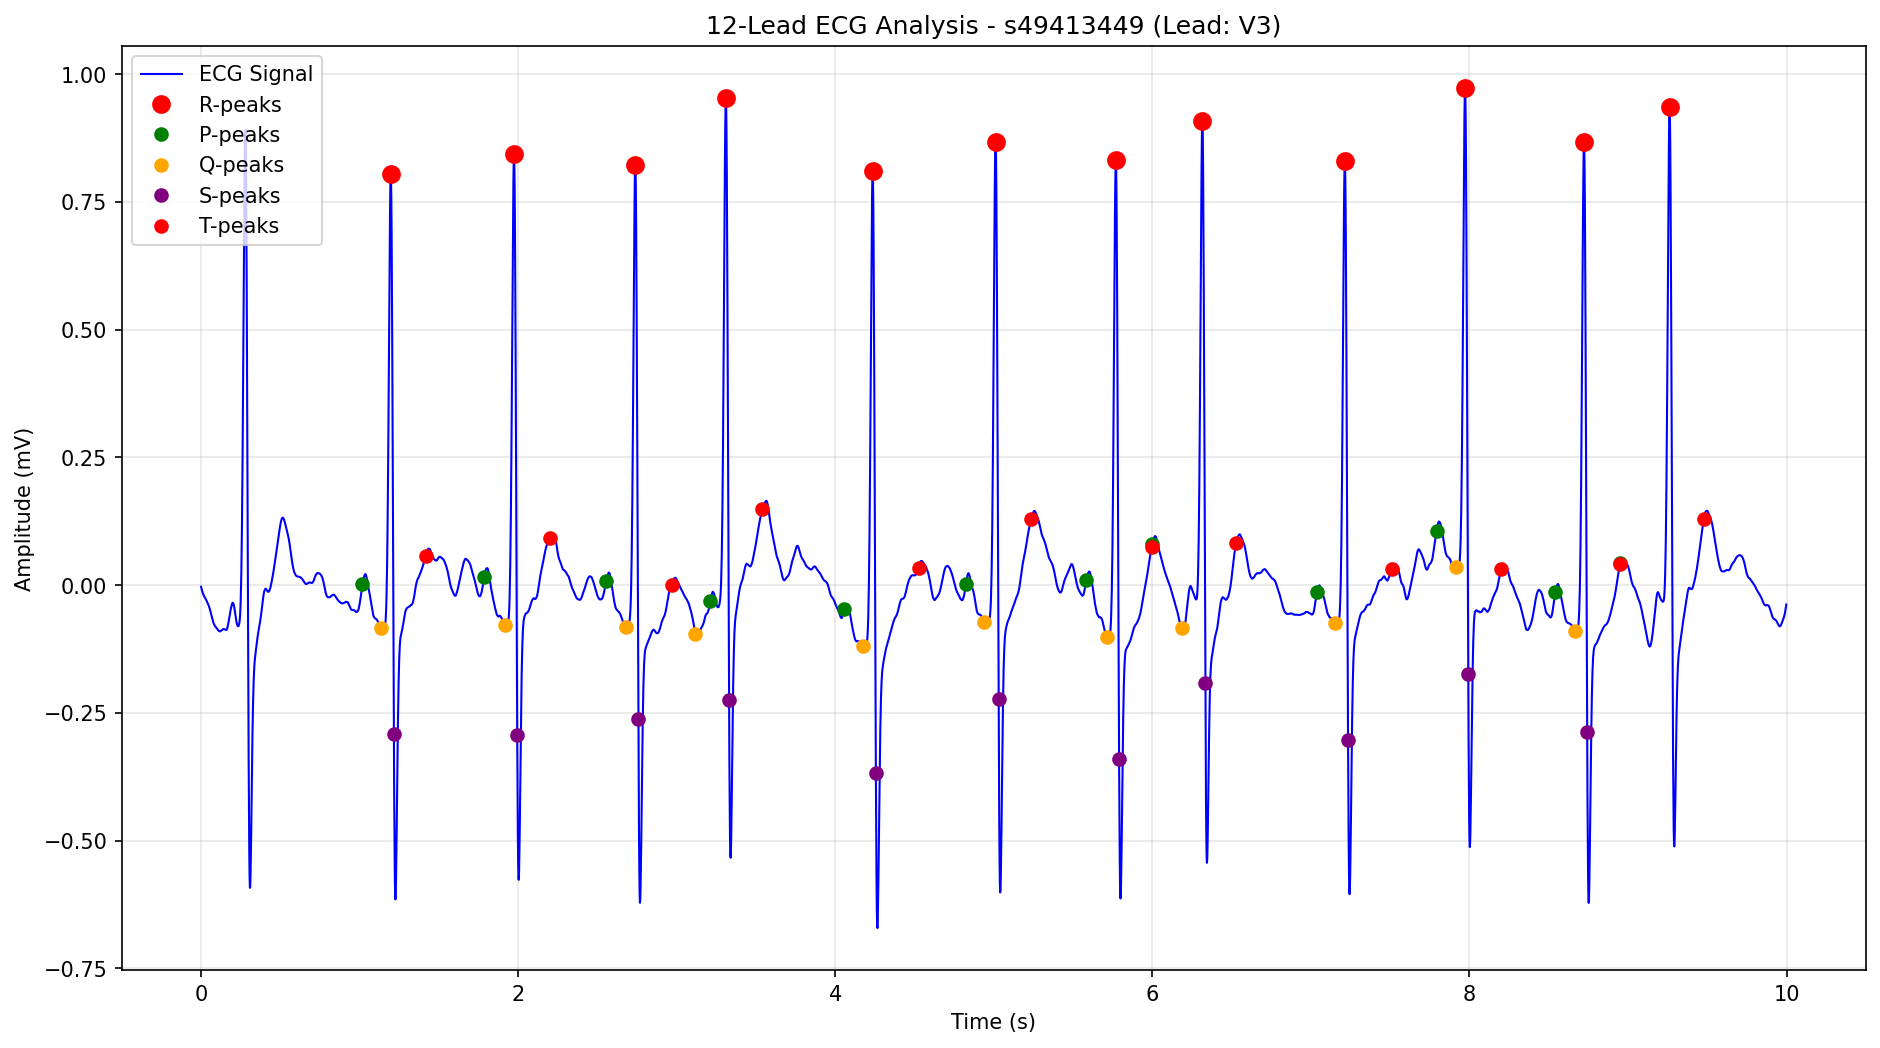 12-Lead ECG Analysis - s49413449 (Lead: V3)
ECG Signal
R-peaks
P-peaks
Q-peaks
S-peaks
T-peaks
1.00
0.75
0.50
0.25
0.00
−0.25
−0.50
−0.75
Amplitude (mV)
0 2 4 6 8 10
Time (s)